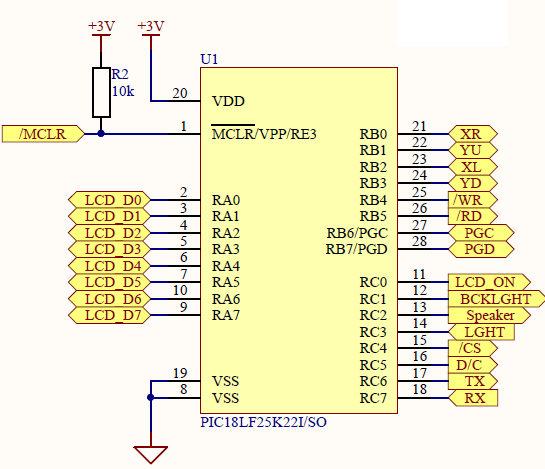 +3V +3V
U1
R2
10k
20 VDD
/MCLR 1 MCLR/VPP/RE3 RB0 21 XR
RB1 22 YU
RB2 23 XL
RB3 24 YD
LCD_D0 2 RA0 RB4 25 /WR
LCD_D1 3 RA1 RB5 26 /RD
LCD_D2 4 RA2 RB6/PGC 27 PGC
LCD_D3 5 RA3 RB7/PGD 28 PGD
LCD_D4 6 RA4
LCD_D5 7 RA5 RC0 11 LCD_ON
LCD_D6 10 RA6 RC1 12 BCKLGHT
LCD_D7 9 RA7 RC2 13 Speaker
RC3 14 LGHT
RC4 15 /CS
RC5 16 D/C
19 VSS RC6 17 TX
8 VSS RC7 18 RX
PIC18LF25K22I/SO